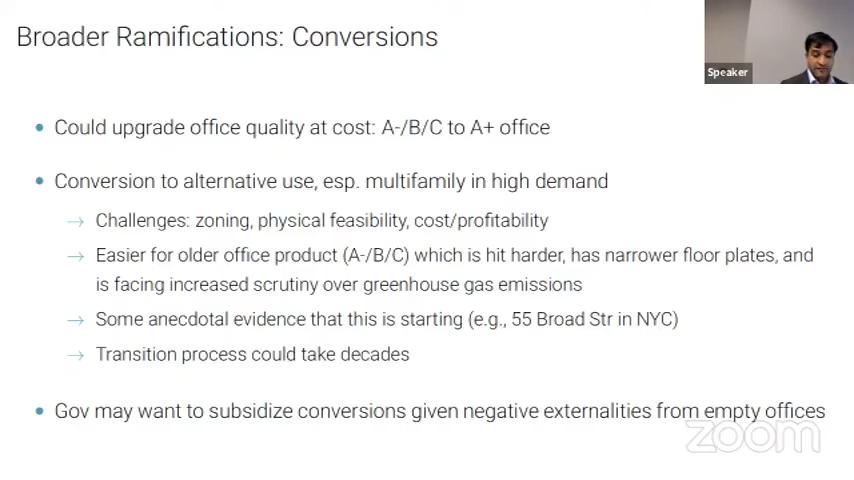 Broader Ramifications: Conversions
Speaker
• Could upgrade office quality at cost: A-/B/C to A+ office
• Conversion to alternative use, esp. multifamily in high demand
→ Challenges: zoning, physical feasibility, cost/profitability
→ Easier for older office product (A-/B/C) which is hit harder, has narrower floor plates, and
is facing increased scrutiny over greenhouse gas emissions
→ Some anecdotal evidence that this is starting (e.g., 55 Broad Str in NYC)
→ Transition process could take decades
• Gov may want to subsidize conversions given negative externalities from empty offices
zoom